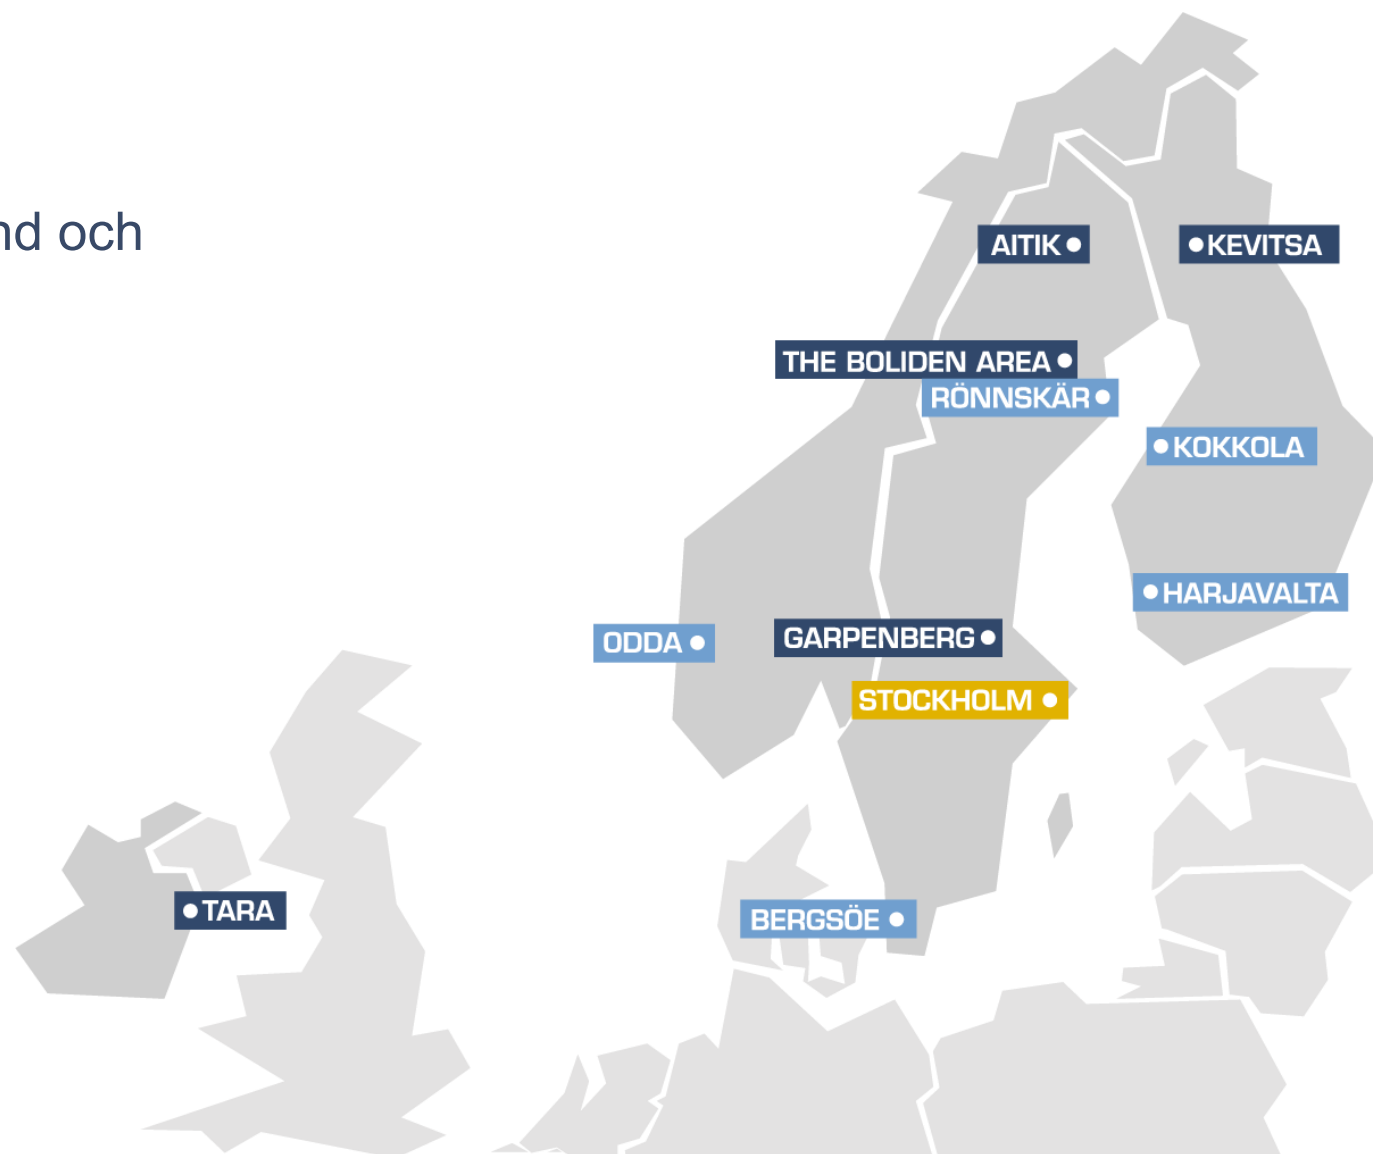 nd och
AITIK
KEVITSA
THE BOLIDEN AREA
RÖNNSKÄR
KOKKOLA
HARJAVALTA
ODDA
GARPENBERG
STOCKHOLM
TARA
BERGSÖE